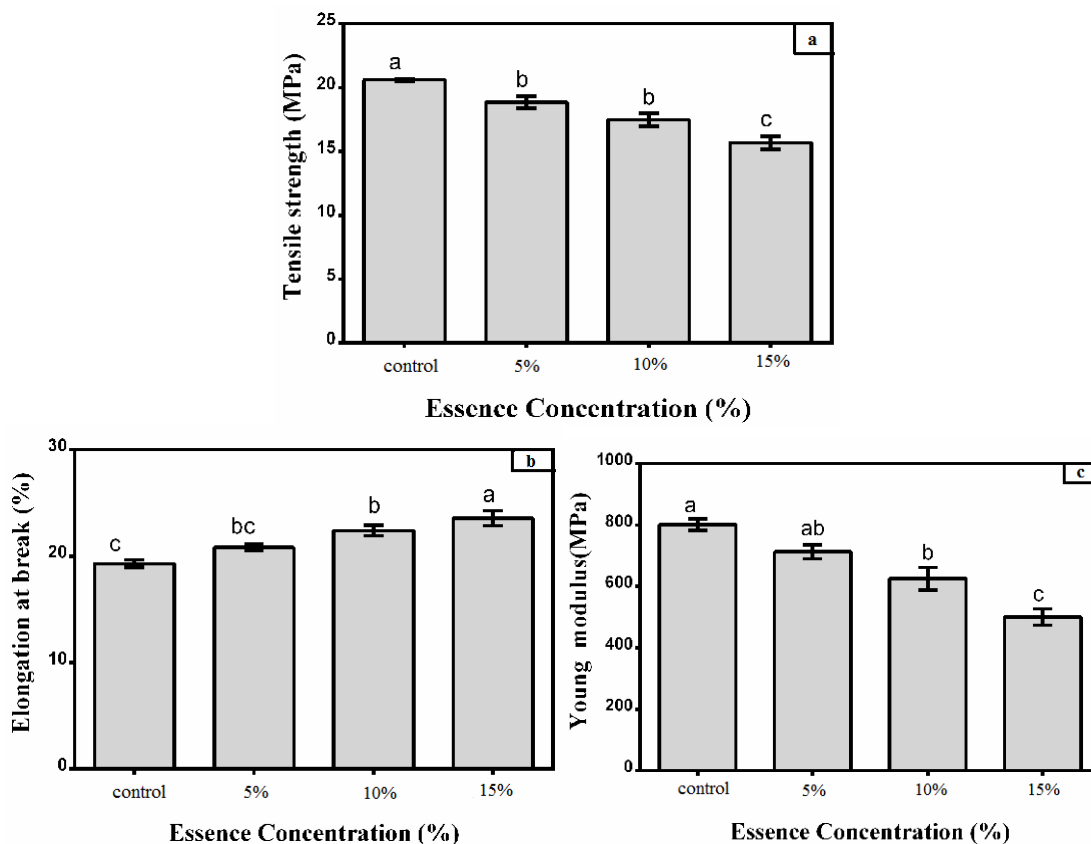 a
25
20
15
10
5
0
Tensile strength (MPa)
a
b
b
c
control
5%
10%
15%
Essence Concentration (%)
b
30
20
10
0
Elongation at break (%)
c
bc
b
a
control
5%
10%
15%
Essence Concentration (%)
c
1000
800
600
400
200
0
Young modulus(MPa)
a
ab
b
c
control
5%
10%
15%
Essence Concentration (%)